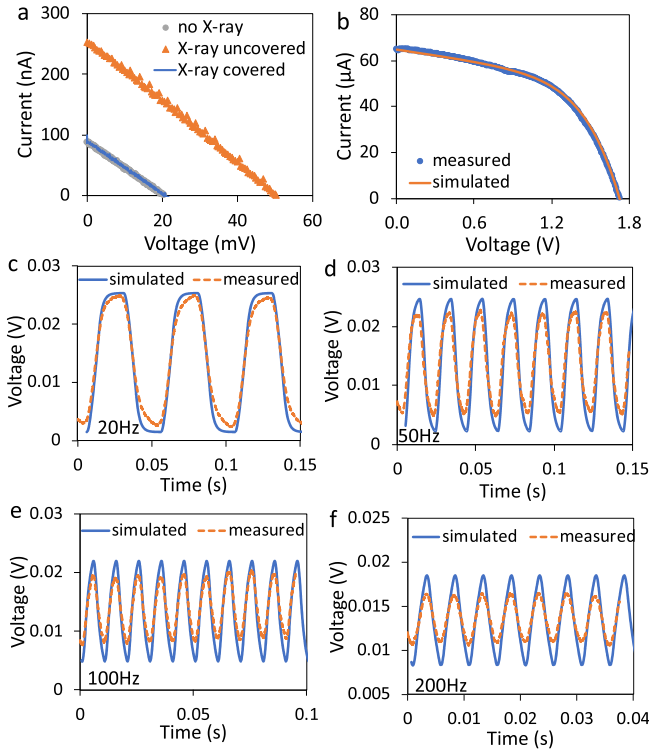 a
no X-ray
X-ray uncovered
X-ray covered
Current (nA)
300
200
100
0
0
20
40
60
Voltage (mV)
b
Current (μA)
80
60
40
20
0
measured
simulated
0.0
0.6
1.2
1.8
Voltage (V)
c
0.03
0.02
0.01
0
Voltage (V)
simulated
measured
20Hz
0
0.05
0.1
0.15
Time (s)
d
0.03
0.02
0.01
0
Voltage (V)
simulated
measured
50Hz
0
0.05
0.1
0.15
Time (s)
e
0.03
0.02
0.01
0
Voltage (V)
simulated
measured
100Hz
0
0.05
0.1
Time (s)
f
0.025
0.02
0.015
0.01
0.005
Voltage (V)
simulated
measured
200Hz
0
0.01
0.02
0.03
0.04
Time (s)